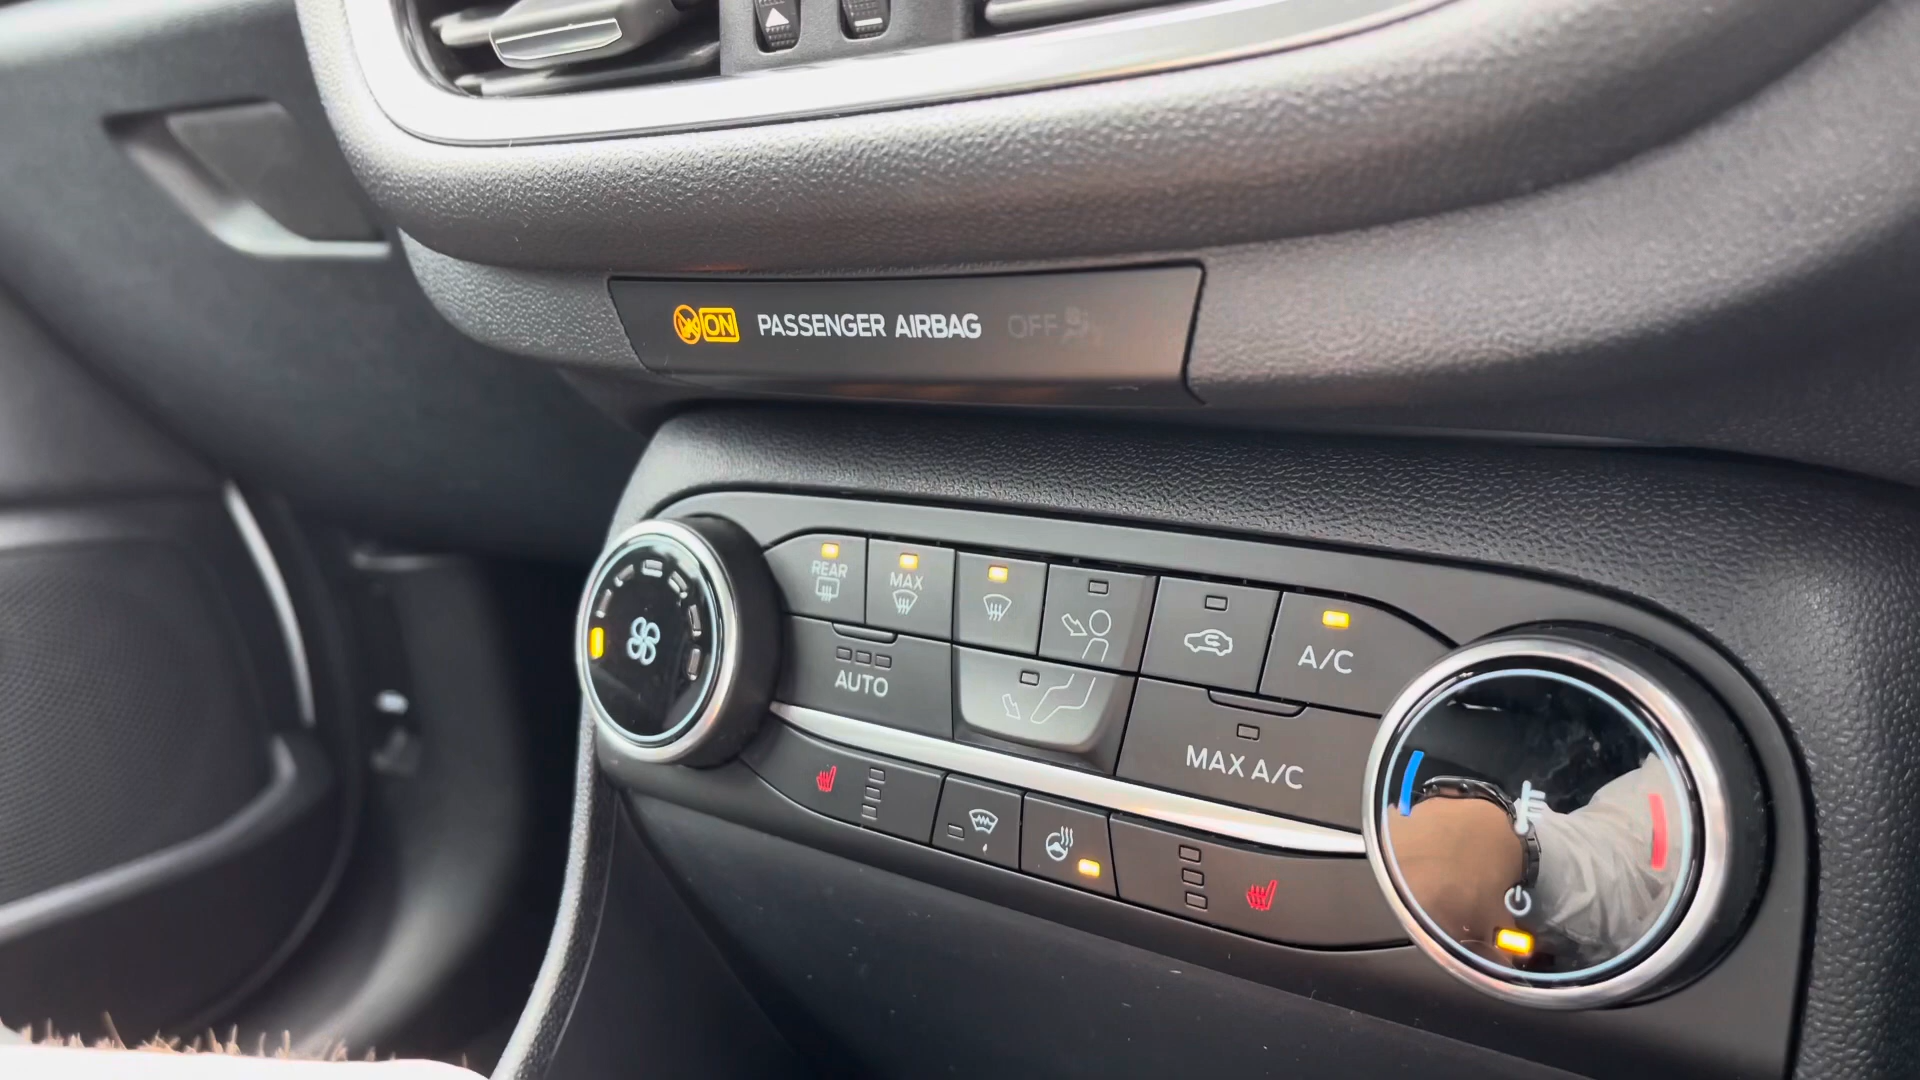 ON PASSENGER AIRBAG OFF
REAR
MAX
A/C
AUTO
MAX A/C